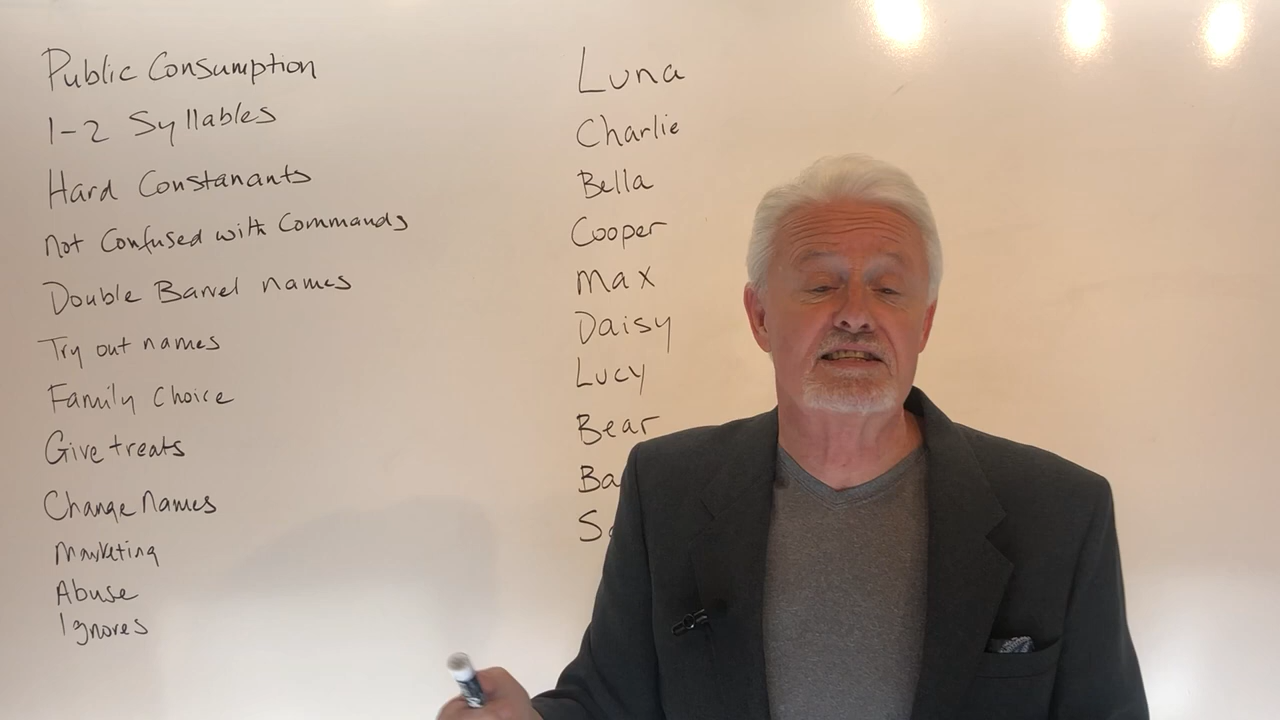 Public Consumption
1-2 Syllables
Hard Constanants
Not Confused with Commands
Double Barrel names
Try out names
Family Choice
Give treats
Change Names
Marketing
Abuse
Ignores
Luna
Charlie
Bella
Cooper
Max
Daisy
Lucy
Bear
Ba